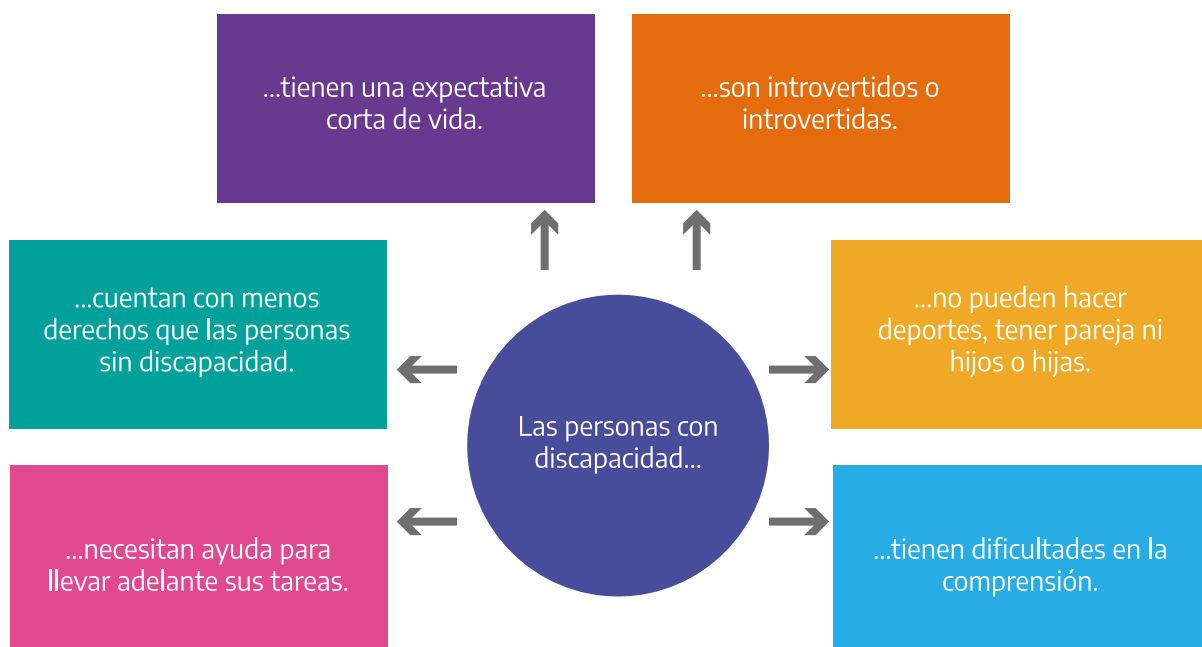 ...tienen una expectativa
corta de vida.
...son introvertidos o
introvertidas.
...cuentan con menos
derechos que las personas
sin discapacidad.
...no pueden hacer
deportes, tener pareja ni
hijos o hijas.
Las personas con
discapacidad...
...necesitan ayuda para
llevar adelante sus tareas.
...tienen dificultades en la
comprensión.